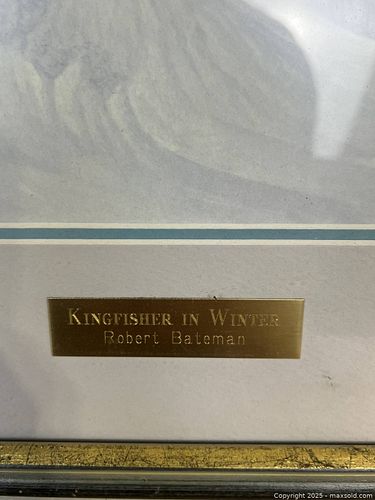 KINGFISHER IN WINTER
Robert Bateman
Copyright 2025 - maxsold.com